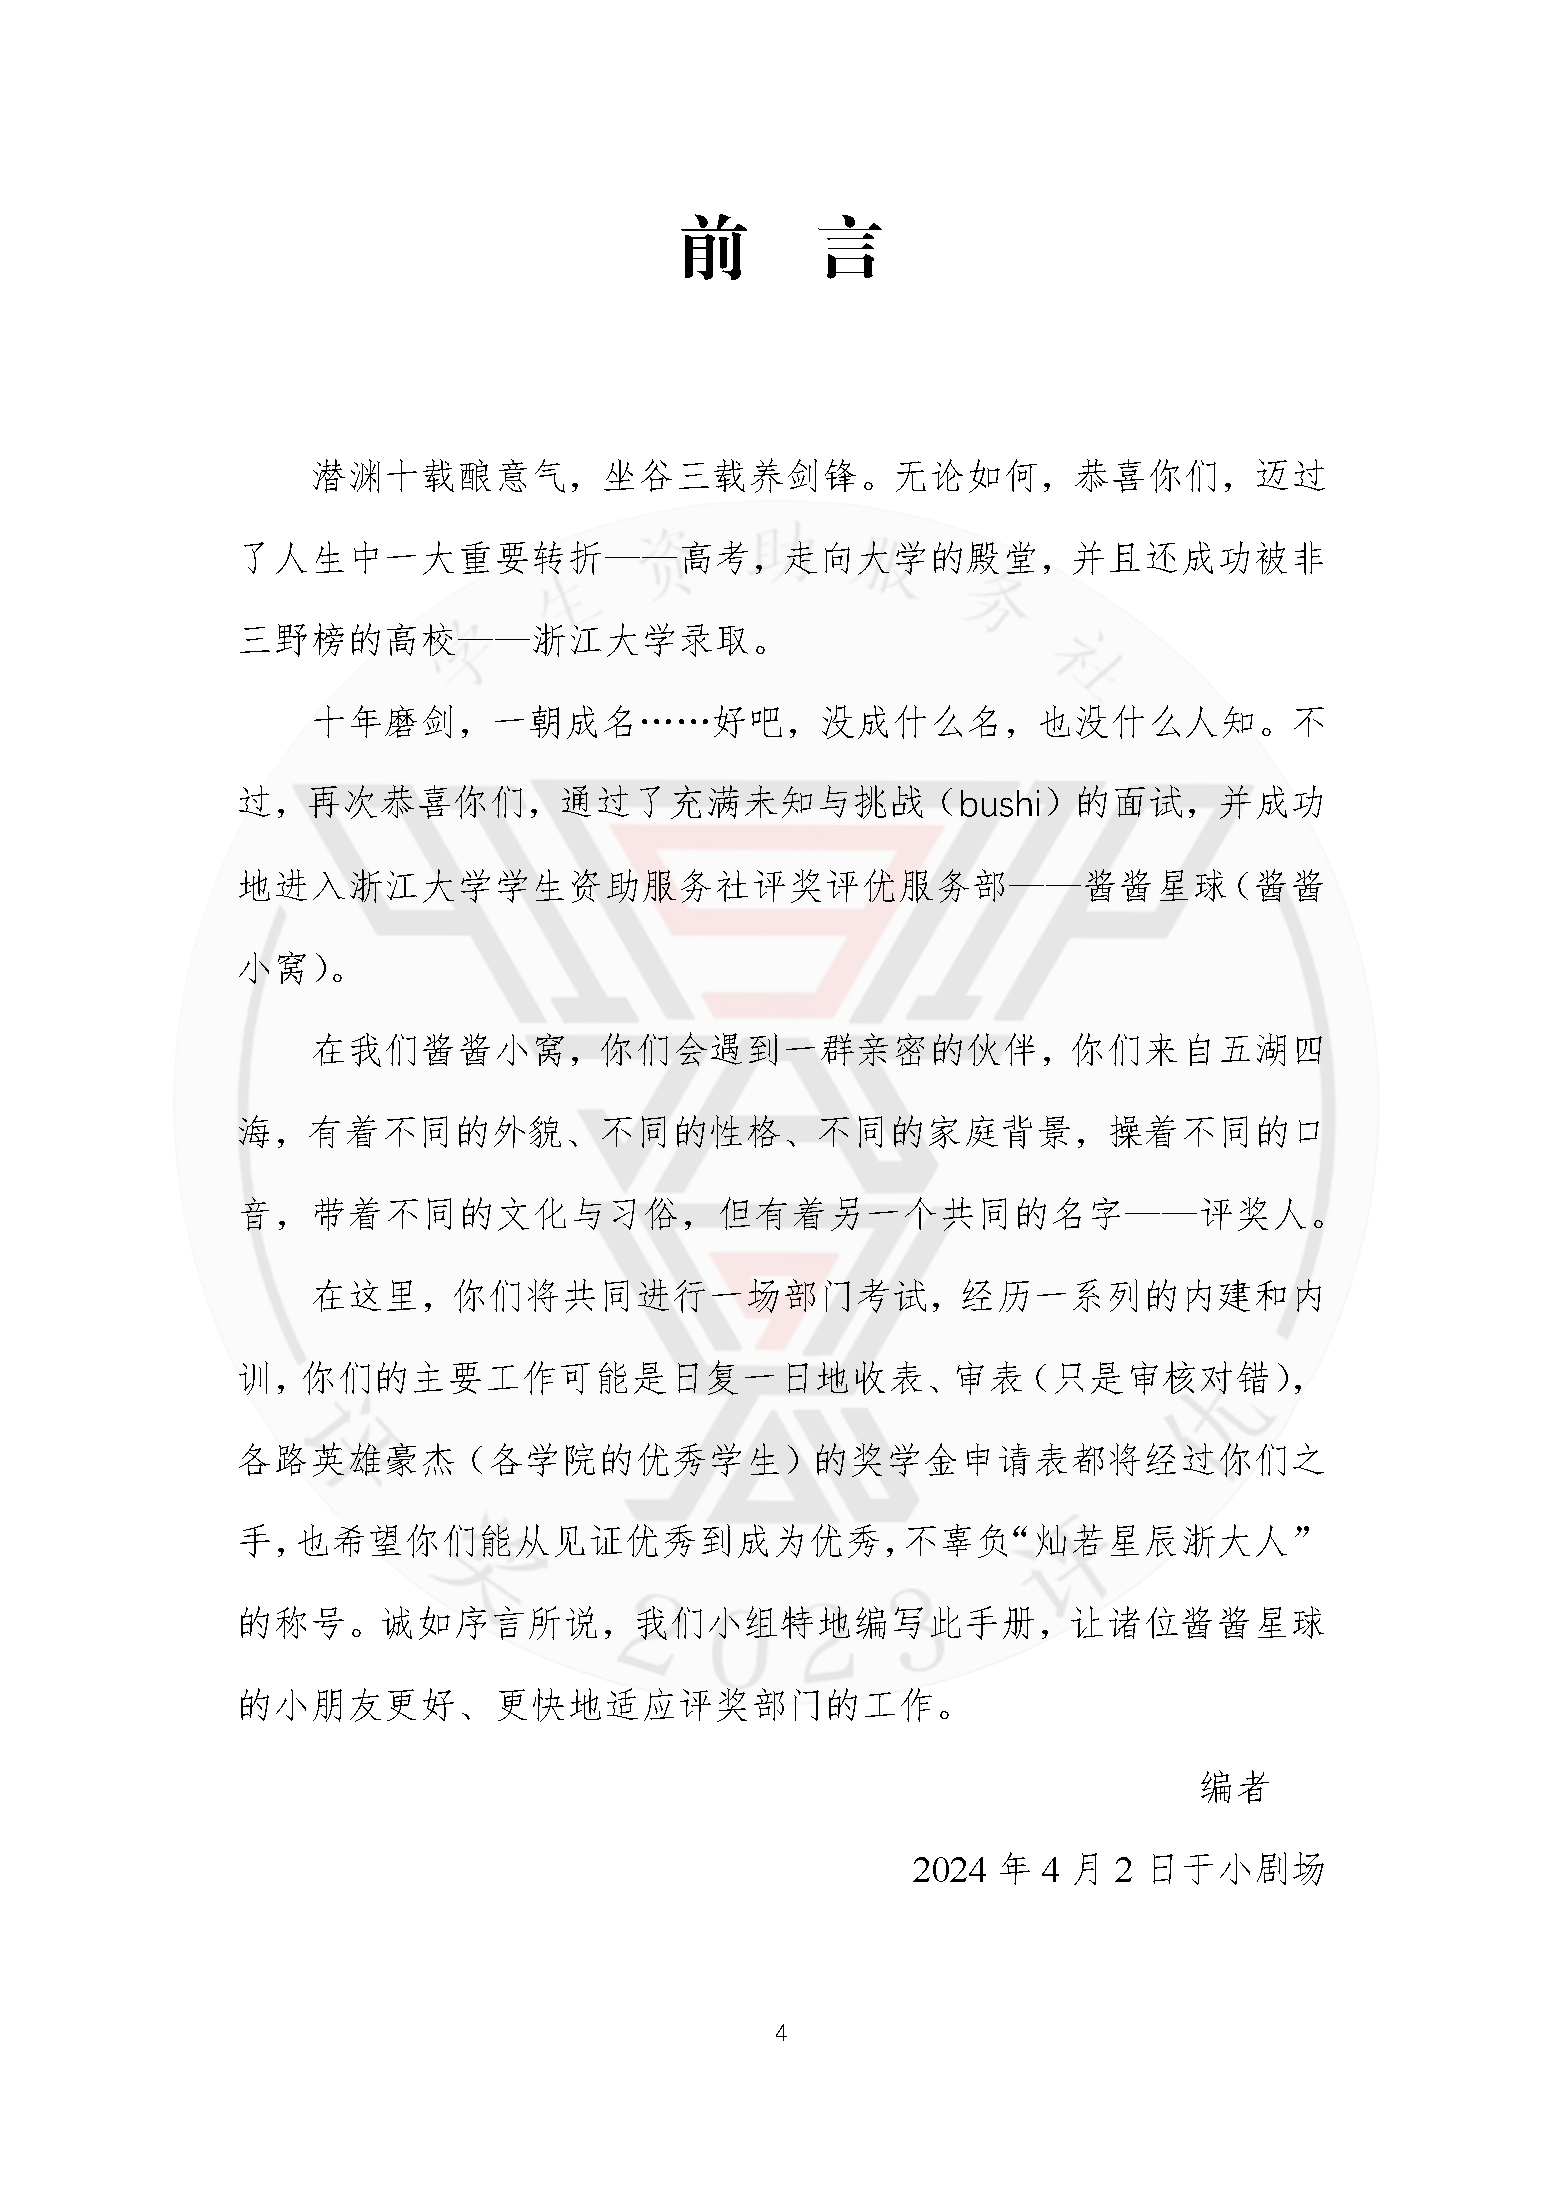 前 言
潜渊十载酿意气，坐谷三载养剑锋。无论如何，恭喜你们，迈过
了人生中一大重要转折——高考，走向大学的殿堂，并且还成功被非
三野榜的高校——浙江大学录取。
十年磨剑，一朝成名……好吧，没成什么名，也没什么人知。不
过，再次恭喜你们，通过了充满未知与挑战（bushi）的面试，并成功
地进入浙江大学学生资助服务社评奖评优服务部——酱酱星球（酱酱
小窝）。
在我们酱酱小窝，你们会遇到一群亲密的伙伴，你们来自五湖四
海，有着不同的外貌、不同的性格、不同的家庭背景，操着不同的口
音，带着不同的文化与习俗，但有着另一个共同的名字——评奖人。
在这里，你们将共同进行一场部门考试，经历一系列的内建和内
训，你们的主要工作可能是日复一日地收表、审表（只是审核对错），
各路英雄豪杰（各学院的优秀学生）的奖学金申请表都将经过你们之
手，也希望你们能从见证优秀到成为优秀，不辜负“灿若星辰浙大人”
的称号。诚如序言所说，我们小组特地编写此手册，让诸位酱酱星球
的小朋友更好、更快地适应评奖部门的工作。
编者
2024 年 4 月 2 日于小剧场
4
学生资助服务社
评奖评优
2023